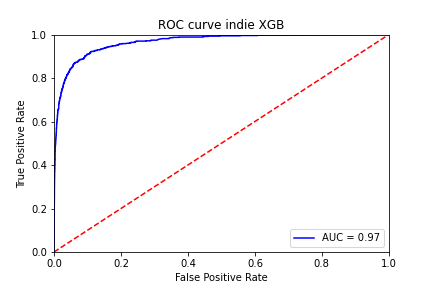 ROC curve indie XGB
True Positive Rate
1.0
0.8
0.6
0.4
0.2
0.0
AUC = 0.97
0.0 0.2 0.4 0.6 0.8 1.0
False Positive Rate